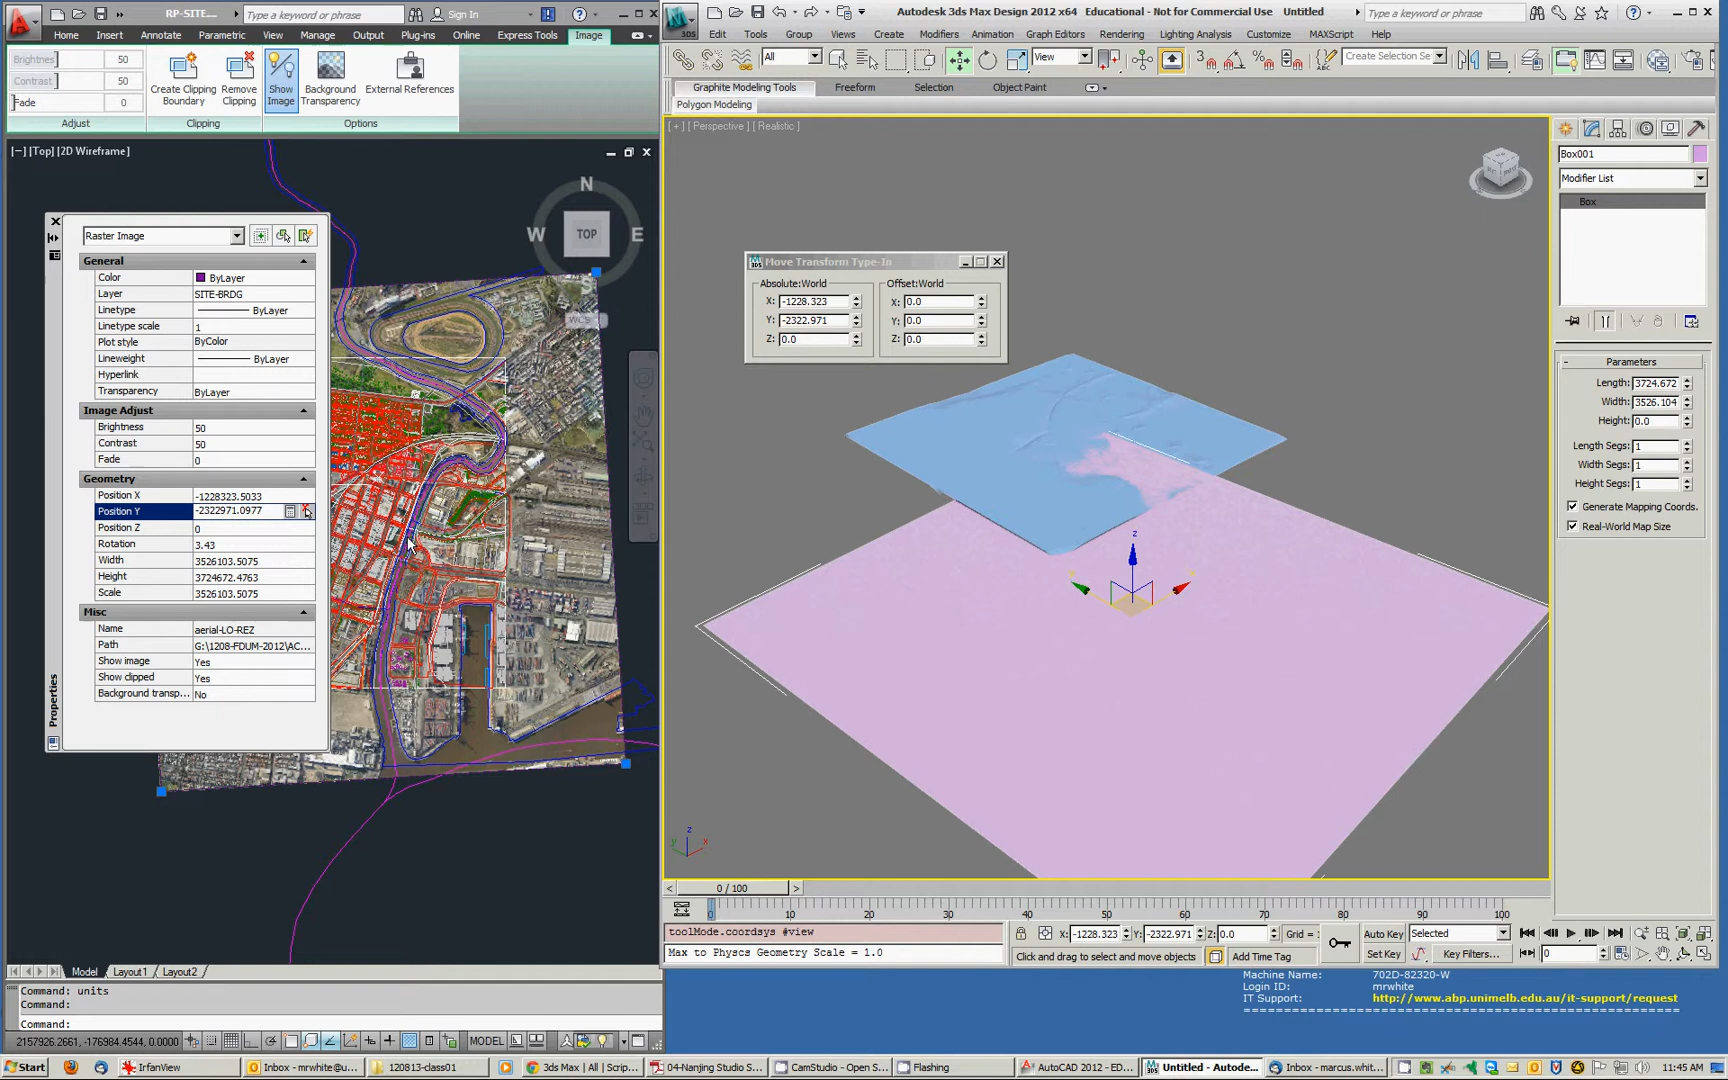 RP-SITE....
Type a keyword or phrase
Sign In
Home Insert Annotate Parametric View Manage Output Plug-ins Online Express Tools Image
Brightnes 50
Contrast 50
Fade 0
Create Clipping Boundary
Remove Clipping
Show Image
Background Transparency
External References
Adjust Clipping Options
[−] [Top] [2D Wireframe]
N
W TOP E
S
WCS
Raster Image
General
Color ByLayer
Layer SITE-BRDG
Linetype ByLayer
Linetype scale 1
Plot style ByColor
Lineweight ByLayer
Hyperlink
Transparency ByLayer
Image Adjust
Brightness 50
Contrast 50
Fade 0
Geometry
Position X -1228323.5033
Position Y -2322971.0977
Position Z 0
Rotation 3.43
Width 3526103.5075
Height 3724672.4763
Scale 3526103.5075
Misc
Name aerial-LO-REZ
Path G:\1208-FDUM-2012\AC...
Show image Yes
Show clipped Yes
Background transp... No
Properties
Model Layout1 Layout2
Command: units
Command:
Command:
2157926.2661, -176984.4544, 0.0000
MODEL
Autodesk 3ds Max Design 2012 x64 Educational - Not for Commercial Use Untitled
Type a keyword or phrase
Edit Tools Group Views Create Modifiers Animation Graph Editors Rendering Lighting Analysis Customize MAXScript Help
All View 3 Create Selection Se
Graphite Modeling Tools Freeform Selection Object Paint
Polygon Modeling
[ + ] [ Perspective ] [ Realistic ]
Move Transform Type-In
Absolute:World Offset:World
X: -1228.323 X: 0.0
Y: -2322.971 Y: 0.0
Z: 0.0 Z: 0.0
z
z
x
y
Box001
Modifier List
Box
Parameters
Length: 3724.672
Width: 3526.104
Height: 0.0
Length Segs: 1
Width Segs: 1
Height Segs: 1
Generate Mapping Coords.
Real-World Map Size
0 / 100
0 10 20 30 40 50 60 70 80 90 100
toolMode.coordsys #view
Max to Physcs Geometry Scale = 1.0
X: -1228.323 Y: -2322.971 Z: 0.0 Grid = 1
Click and drag to select and move objects
Add Time Tag
Auto Key Selected
Set Key Key Filters...
0
Machine Name: 702D-82320-W
Login ID: mrwhite
IT Support: http://www.abp.unimelb.edu.au/it-support/request
Start IrfanView Inbox - mrwhite@u... 120813-class01 3ds Max | All | Scrip... 04-Nanjing Studio S... CamStudio - Open S... Flashing AutoCAD 2012 - ED... Untitled - Autode... Inbox - marcus.whit... 11:45 AM